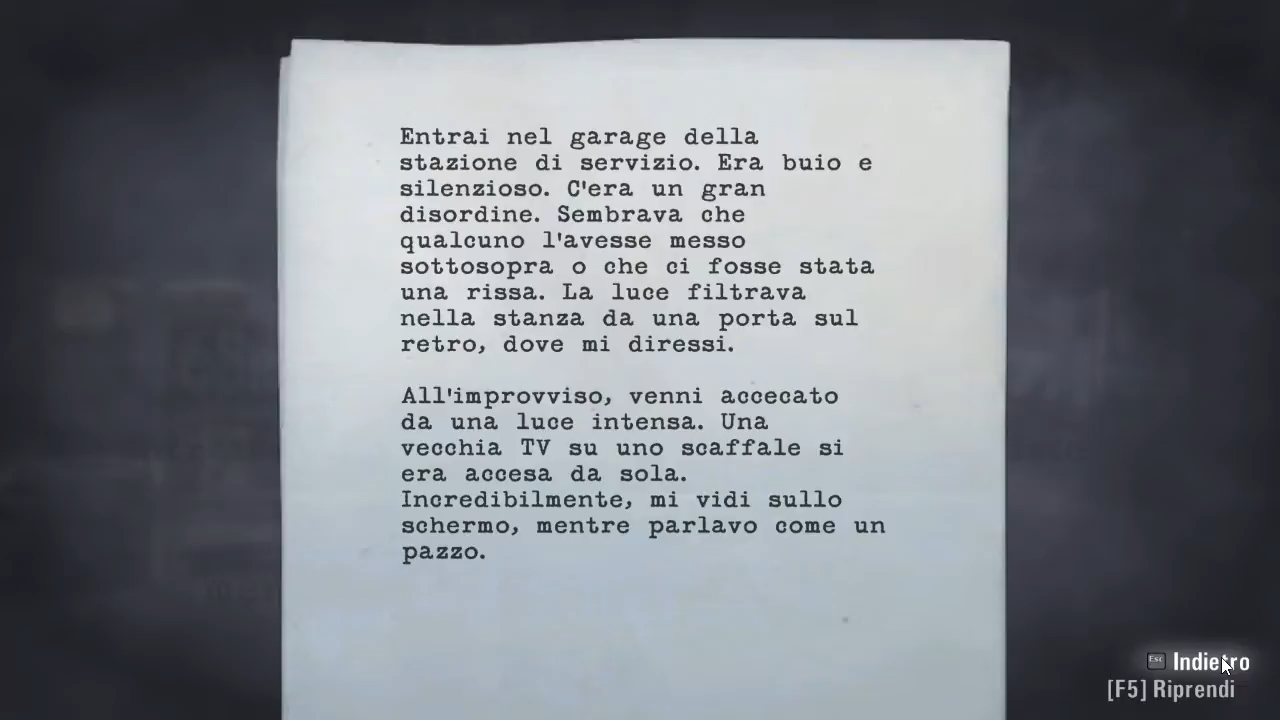 Entrai nel garage della
stazione di servizio. Era buio e
silenzioso. C'era un gran
disordine. Sembrava che
qualcuno l'avesse messo
sottosopra o che ci fosse stata
una rissa. La luce filtrava
nella stanza da una porta sul
retro, dove mi diressi.
All'improvviso, venni accecato
da una luce intensa. Una
vecchia TV su uno scaffale si
era accesa da sola.
Incredibilmente, mi vidi sullo
schermo, mentre parlavo come un
pazzo.
Esc Indietro
[F5] Riprendi